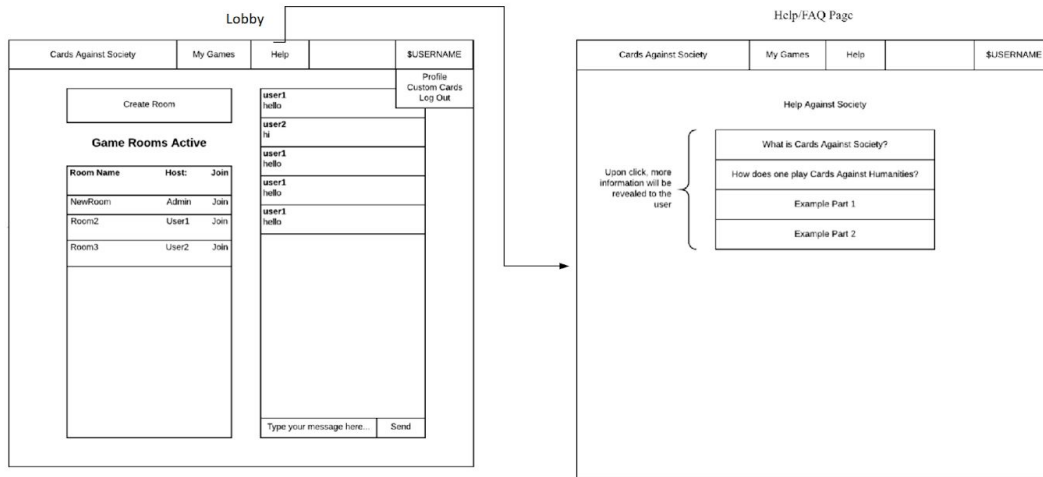 Lobby
Cards Against Society
My Games
Help
$USERNAME
Profile
Custom Cards
Log Out
Create Room
Game Rooms Active
Room Name Host: Join
NewRoom Admin Join
Room2 User1 Join
Room3 User2 Join
user1
hello
user2
hi
user1
hello
user1
hello
user1
hello
Type your message here...
Send
Help/FAQ Page
Cards Against Society
My Games
Help
$USERNAME
Help Against Society
Upon click, more
information will be
revealed to the
user
What is Cards Against Society?
How does one play Cards Against Humanities?
Example Part 1
Example Part 2